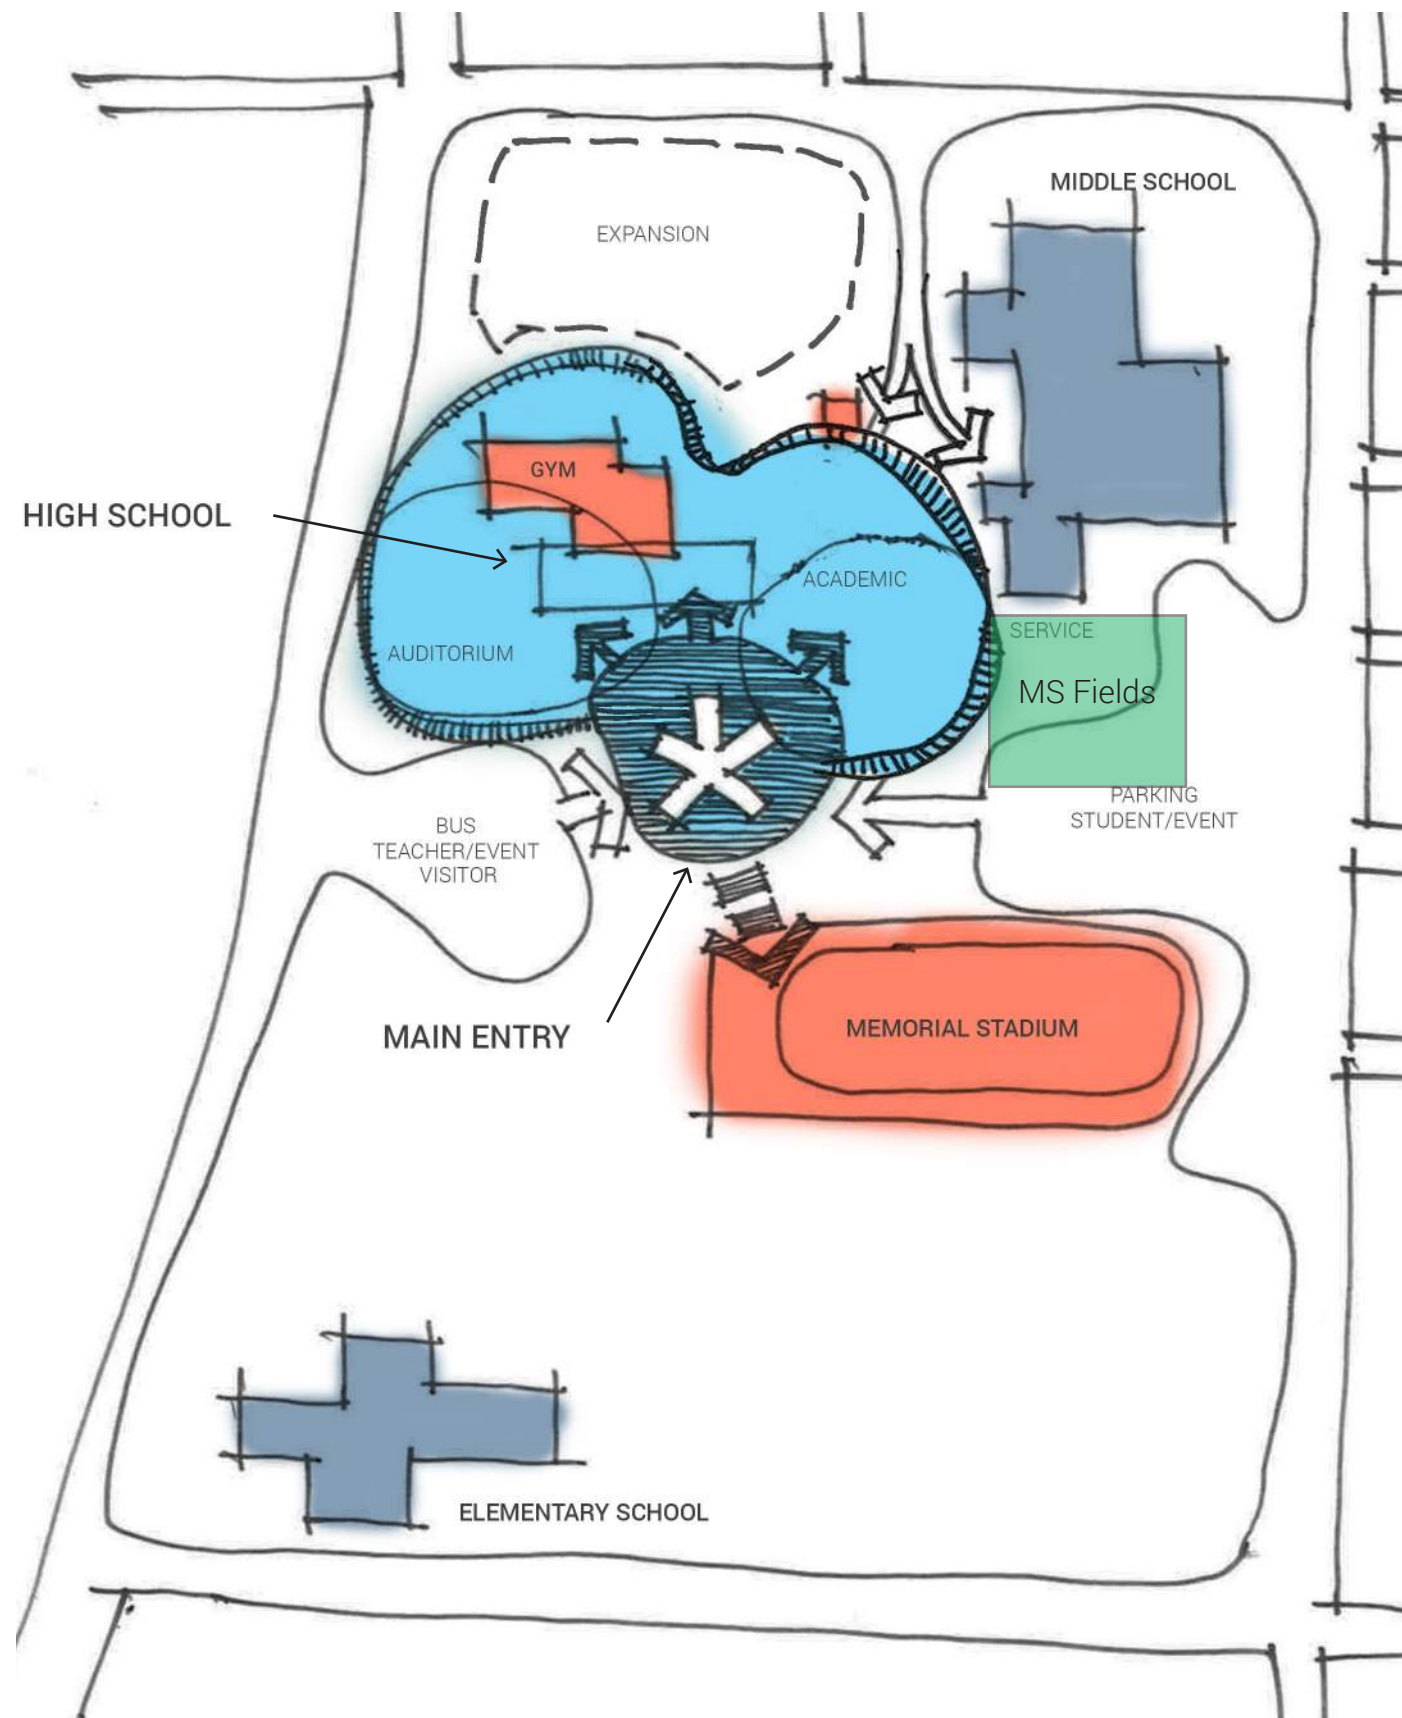 MIDDLE SCHOOL
EXPANSION
GYM
HIGH SCHOOL
ACADEMIC
AUDITORIUM
SERVICE
MS Fields
PARKING
STUDENT/EVENT
BUS
TEACHER/EVENT
VISITOR
MAIN ENTRY
MEMORIAL STADIUM
ELEMENTARY SCHOOL